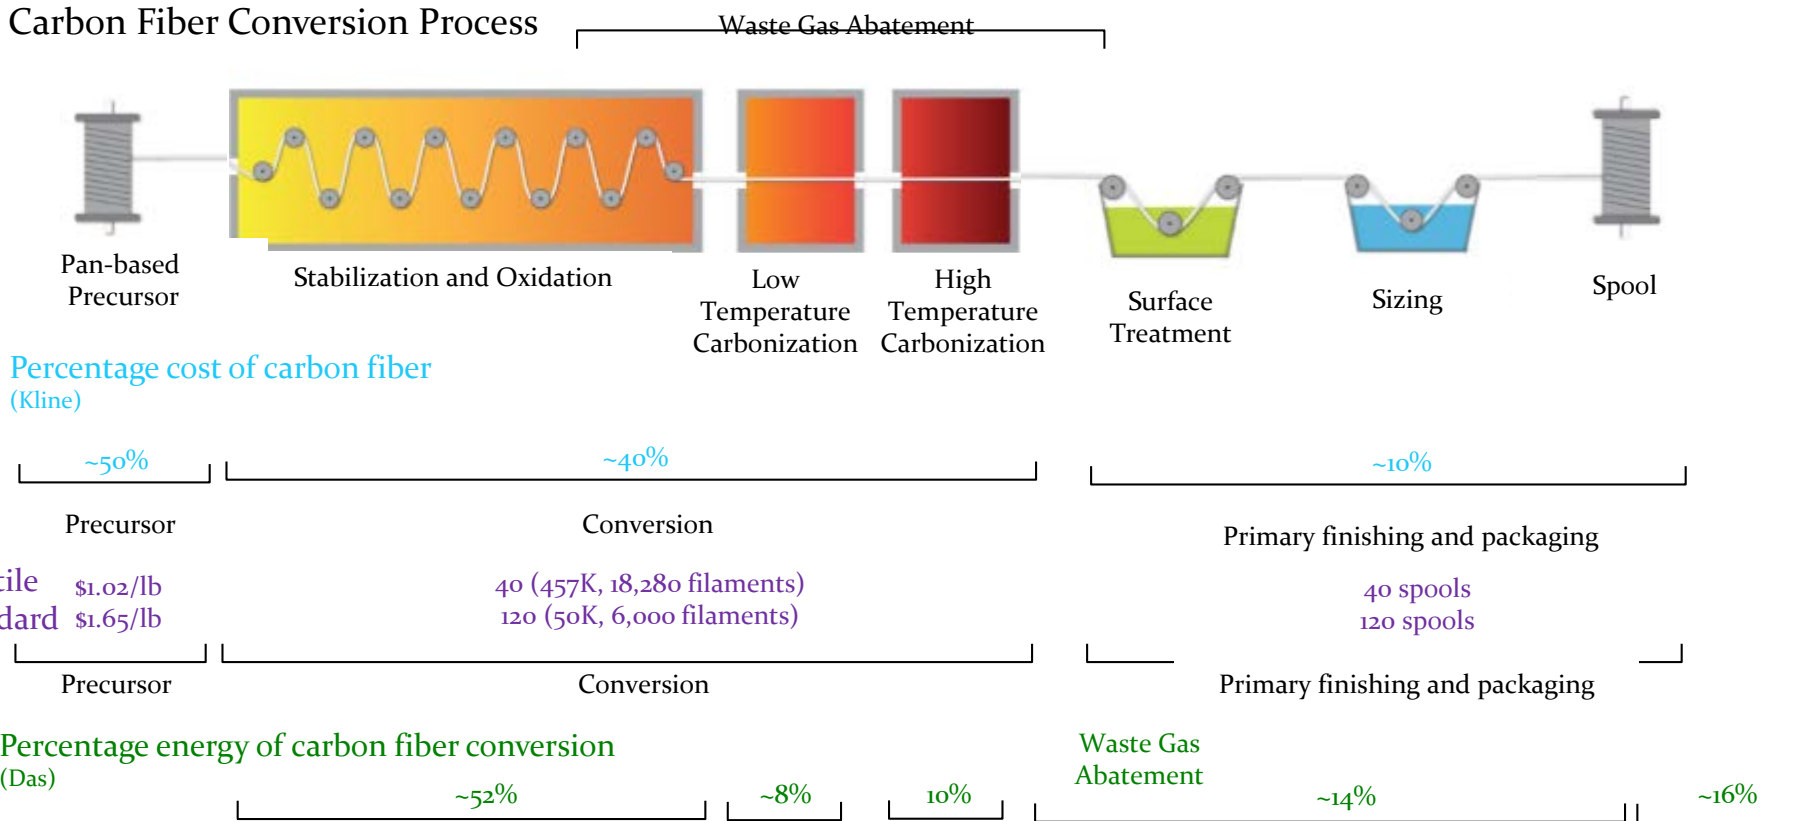 Carbon Fiber Conversion Process
Waste Gas Abatement
Pan-based
Precursor
Stabilization and Oxidation
Low
Temperature
Carbonization
High
Temperature
Carbonization
Surface
Treatment
Sizing
Spool
Percentage cost of carbon fiber
(Kline)
~50%
~40%
~10%
Precursor
Conversion
Primary finishing and packaging
tile $1.02/lb
dard $1.65/lb
40 (457K, 18,280 filaments)
120 (50K, 6,000 filaments)
40 spools
120 spools
Precursor
Conversion
Primary finishing and packaging
Percentage energy of carbon fiber conversion
(Das)
Waste Gas
Abatement
~52%
~8%
10%
~14%
~16%